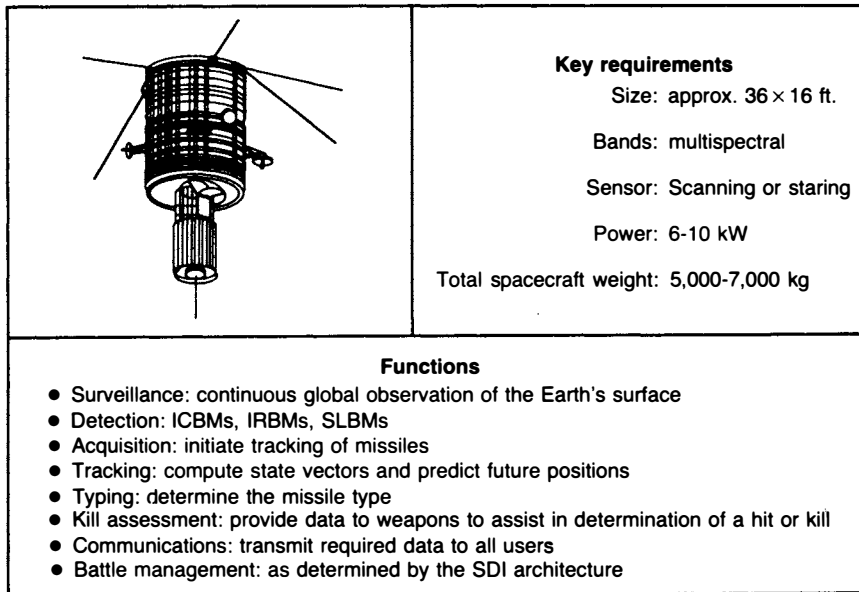 Key requirements
Size: approx. 36 × 16 ft.
Bands: multispectral
Sensor: Scanning or staring
Power: 6-10 kW
Total spacecraft weight: 5,000-7,000 kg
Functions
● Surveillance: continuous global observation of the Earth's surface
● Detection: ICBMs, IRBMs, SLBMs
● Acquisition: initiate tracking of missiles
● Tracking: compute state vectors and predict future positions
● Typing: determine the missile type
● Kill assessment: provide data to weapons to assist in determination of a hit or kill
● Communications: transmit required data to all users
● Battle management: as determined by the SDI architecture